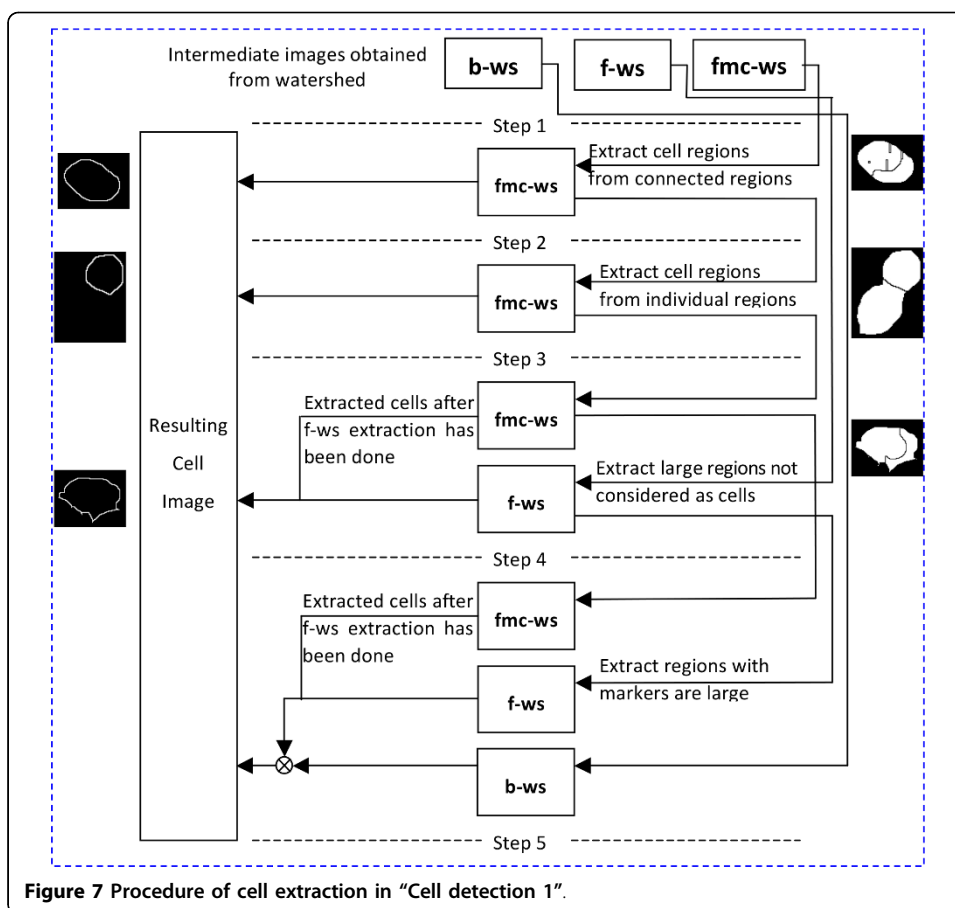 Intermediate images obtained
from watershed
b-ws
f-ws
fmc-ws
Step 1
fmc-ws
Extract cell regions
from connected regions
Step 2
fmc-ws
Extract cell regions
from individual regions
Step 3
Resulting
Cell
Image
Extracted cells after
f-ws extraction has
been done
fmc-ws
f-ws
Extract large regions not
considered as cells
Step 4
Extracted cells after
f-ws extraction has
been done
fmc-ws
f-ws
Extract regions with
markers are large
b-ws
Step 5
Figure 7 Procedure of cell extraction in “Cell detection 1”.